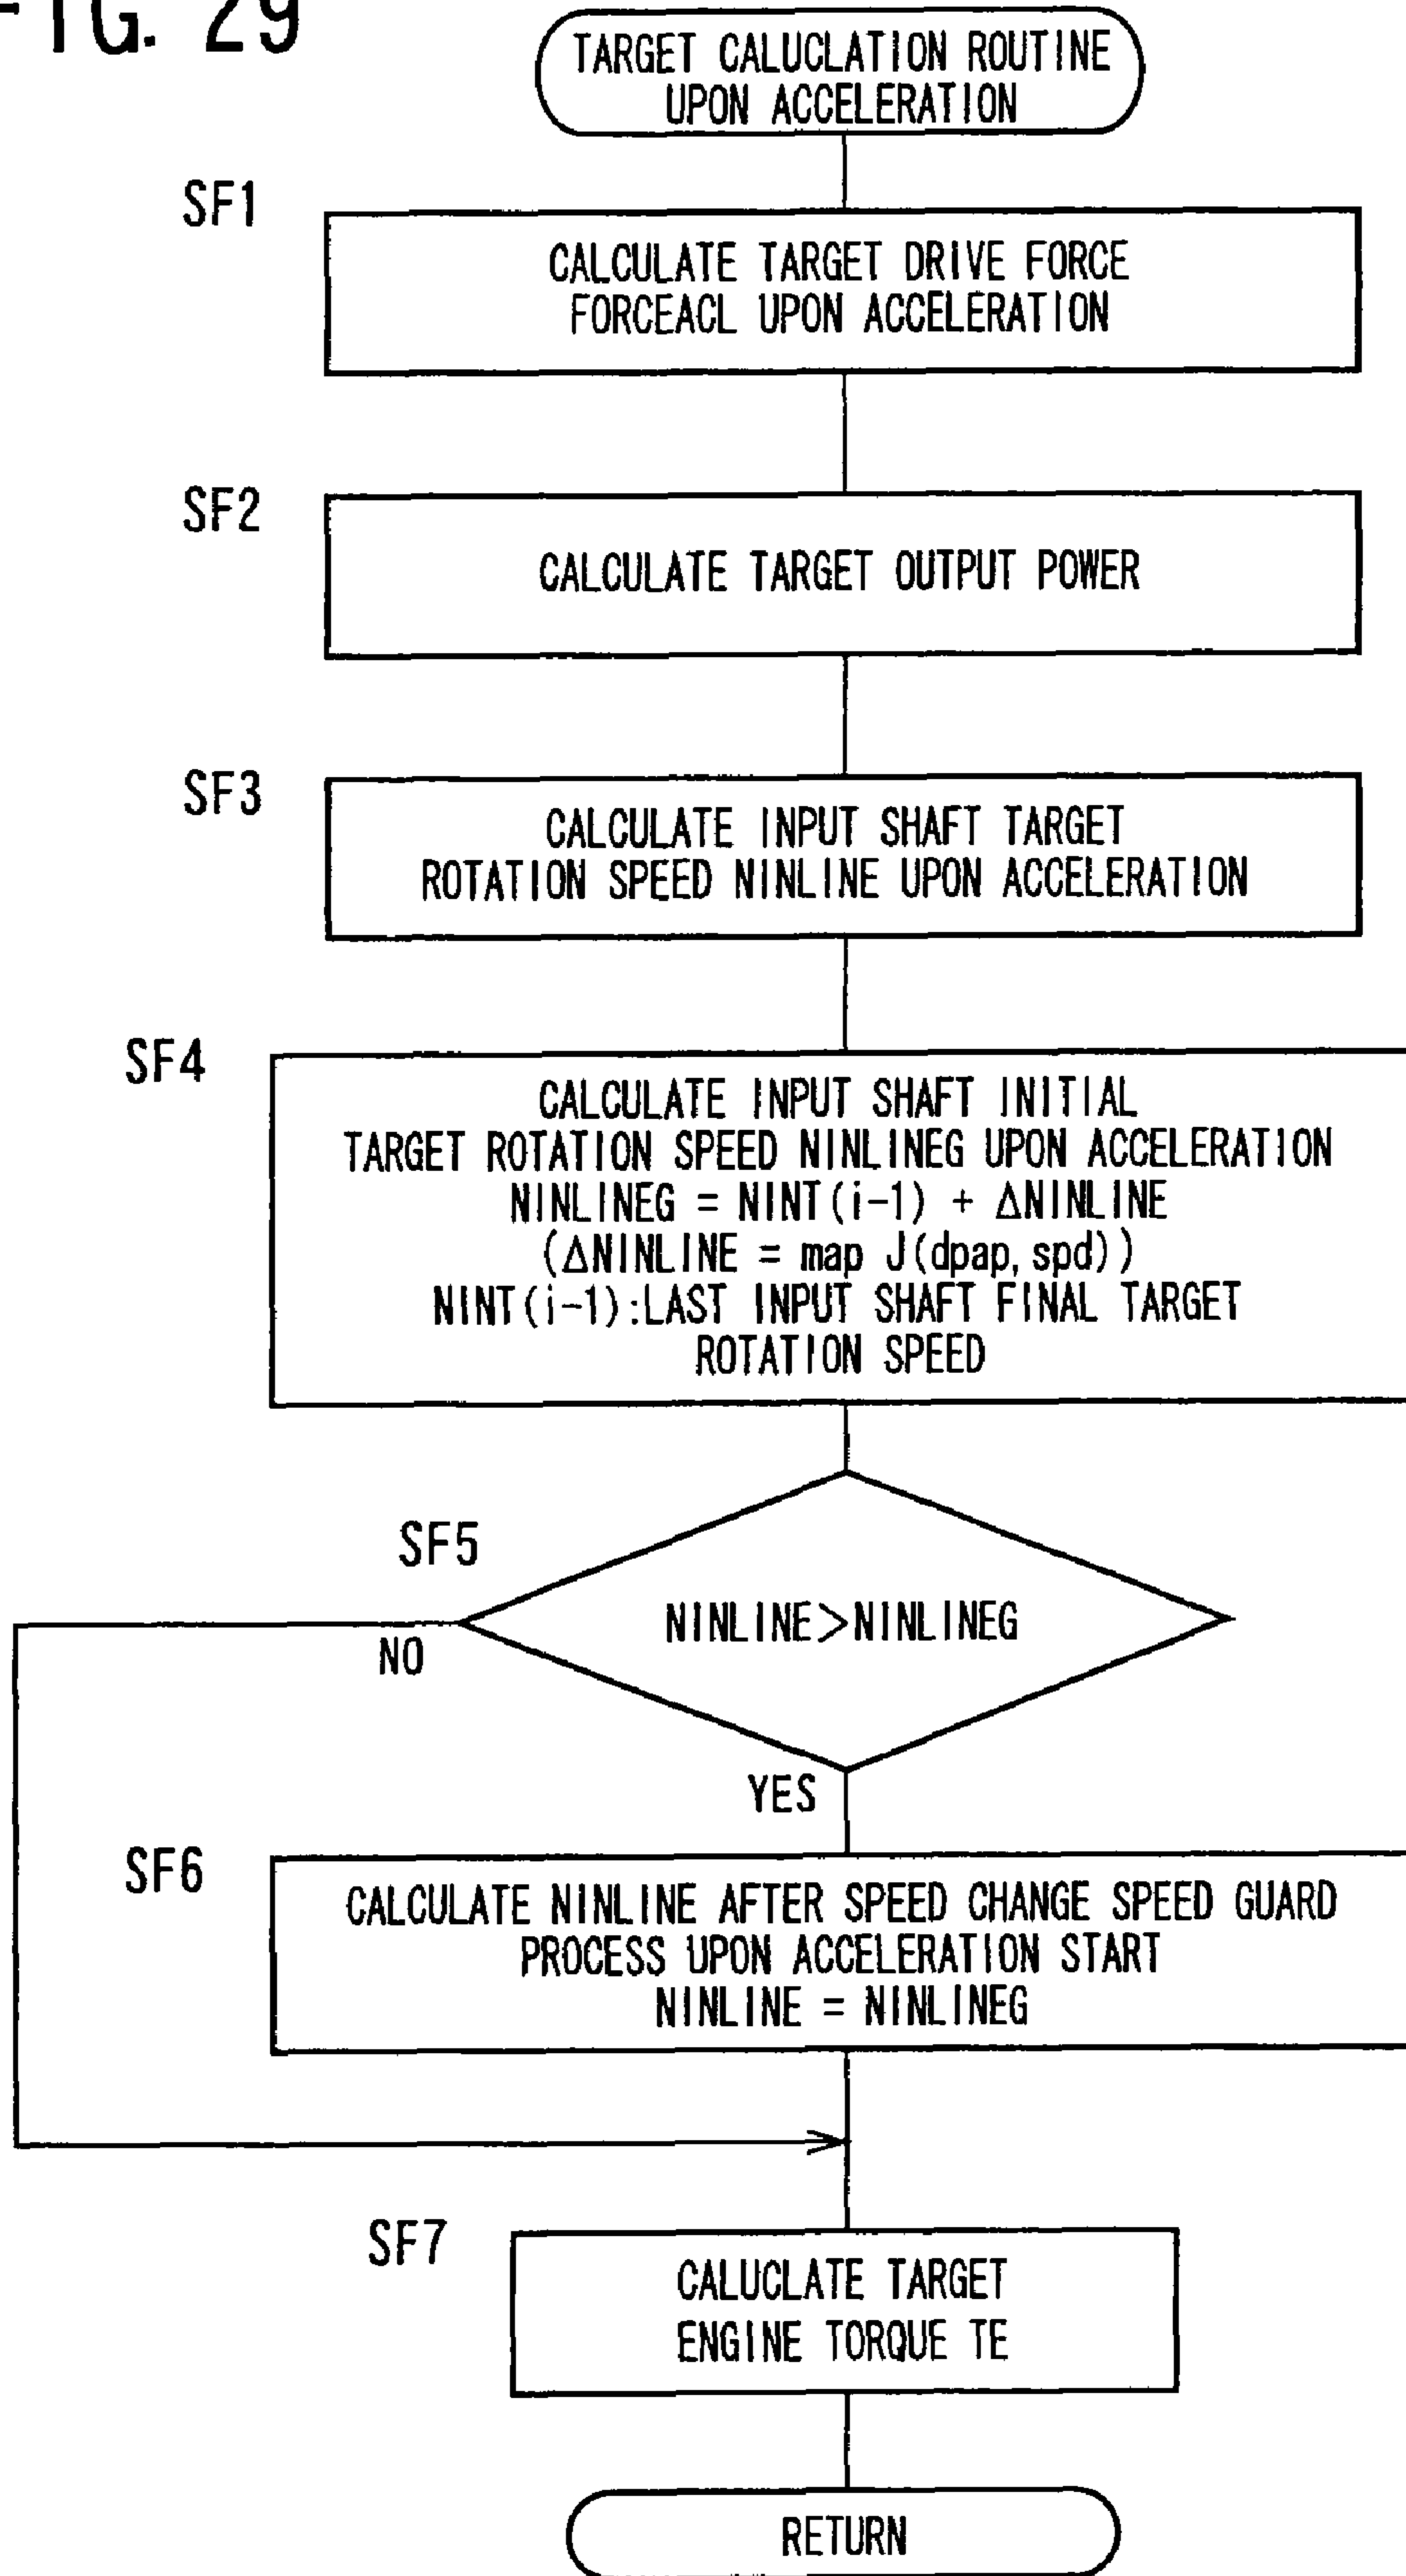 FIG. 29
TARGET CALUCLATION ROUTINE
UPON ACCELERATION
SF1
CALCULATE TARGET DRIVE FORCE
FORCEACL UPON ACCELERATION
SF2
CALCULATE TARGET OUTPUT POWER
SF3
CALCULATE INPUT SHAFT TARGET
ROTATION SPEED NINLINE UPON ACCELERATION
SF4
CALCULATE INPUT SHAFT INITIAL
TARGET ROTATION SPEED NINLINEG UPON ACCELERATION
NINLINEG = NINT(i-1) + ΔNINLINE
(ΔNINLINE = map J(dpap, spd))
NINT(i-1):LAST INPUT SHAFT FINAL TARGET
ROTATION SPEED
SF5
NINLINE>NINLINEG
NO
YES
SF6
CALCULATE NINLINE AFTER SPEED CHANGE SPEED GUARD
PROCESS UPON ACCELERATION START
NINLINE = NINLINEG
SF7
CALUCLATE TARGET
ENGINE TORQUE TE
RETURN